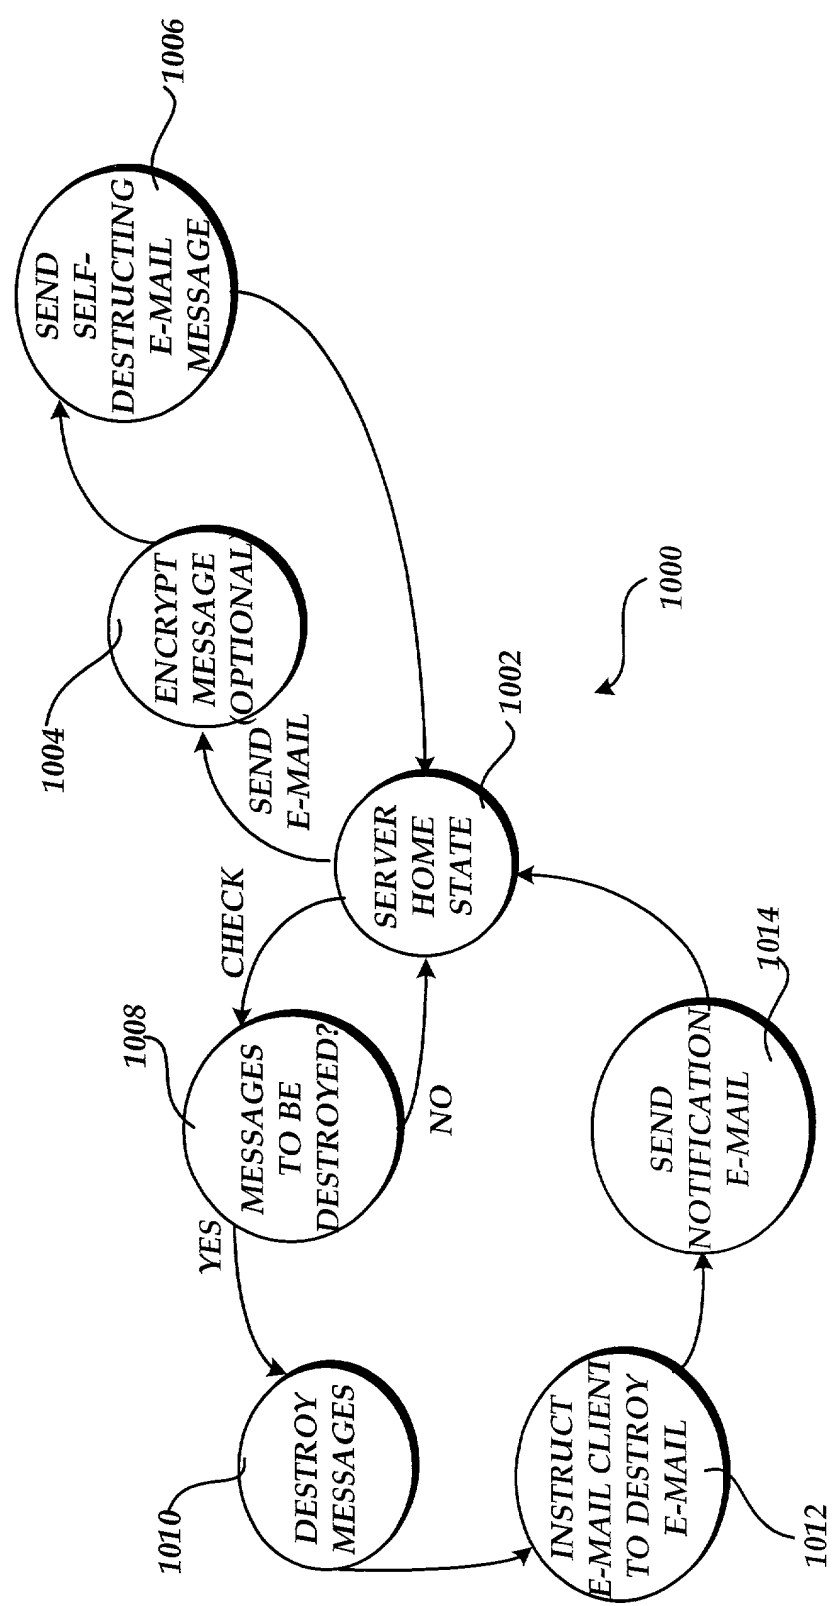 1010
DESTROY
MESSAGES
YES
1008
MESSAGES
TO BE
DESTROYED?
CHECK
NO
1004
ENCRYPT
MESSAGE
(OPTIONAL)
SEND
E-MAIL
1006
SEND
SELF-
DESTRUCTING
E-MAIL
MESSAGE
SERVER
HOME
STATE
1002
1000
INSTRUCT
E-MAIL CLIENT
TO DESTROY
E-MAIL
1012
SEND
NOTIFICATION
E-MAIL
1014